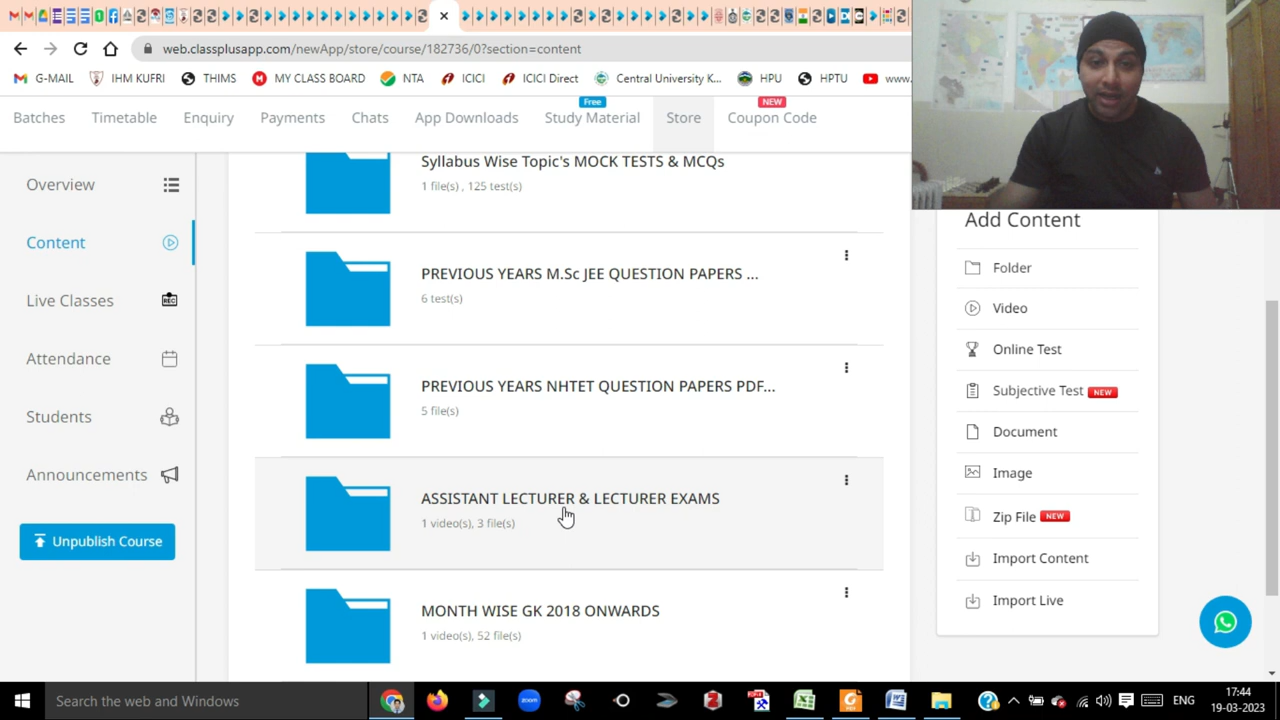 web.classplusapp.com/newApp/store/course/182736/0?section=content
G-MAIL
IHM KUFRI
THIMS
MY CLASS BOARD
NTA
ICICI
ICICI Direct
Central University K...
HPU
HPTU
www.
Batches
Timetable
Enquiry
Payments
Chats
App Downloads
Free
Study Material
Store
NEW
Coupon Code
Overview
Content
Live Classes
REC
Attendance
Students
Announcements
Unpublish Course
Syllabus Wise Topic's MOCK TESTS & MCQs
1 file(s) , 125 test(s)
PREVIOUS YEARS M.Sc JEE QUESTION PAPERS ...
6 test(s)
PREVIOUS YEARS NHTET QUESTION PAPERS PDF...
5 file(s)
ASSISTANT LECTURER & LECTURER EXAMS
1 video(s), 3 file(s)
MONTH WISE GK 2018 ONWARDS
1 video(s), 52 file(s)
Add Content
Folder
Video
Online Test
Subjective Test NEW
Document
Image
Zip File NEW
Import Content
Import Live
Search the web and Windows
zoom
ENG
17:44
19-03-2023